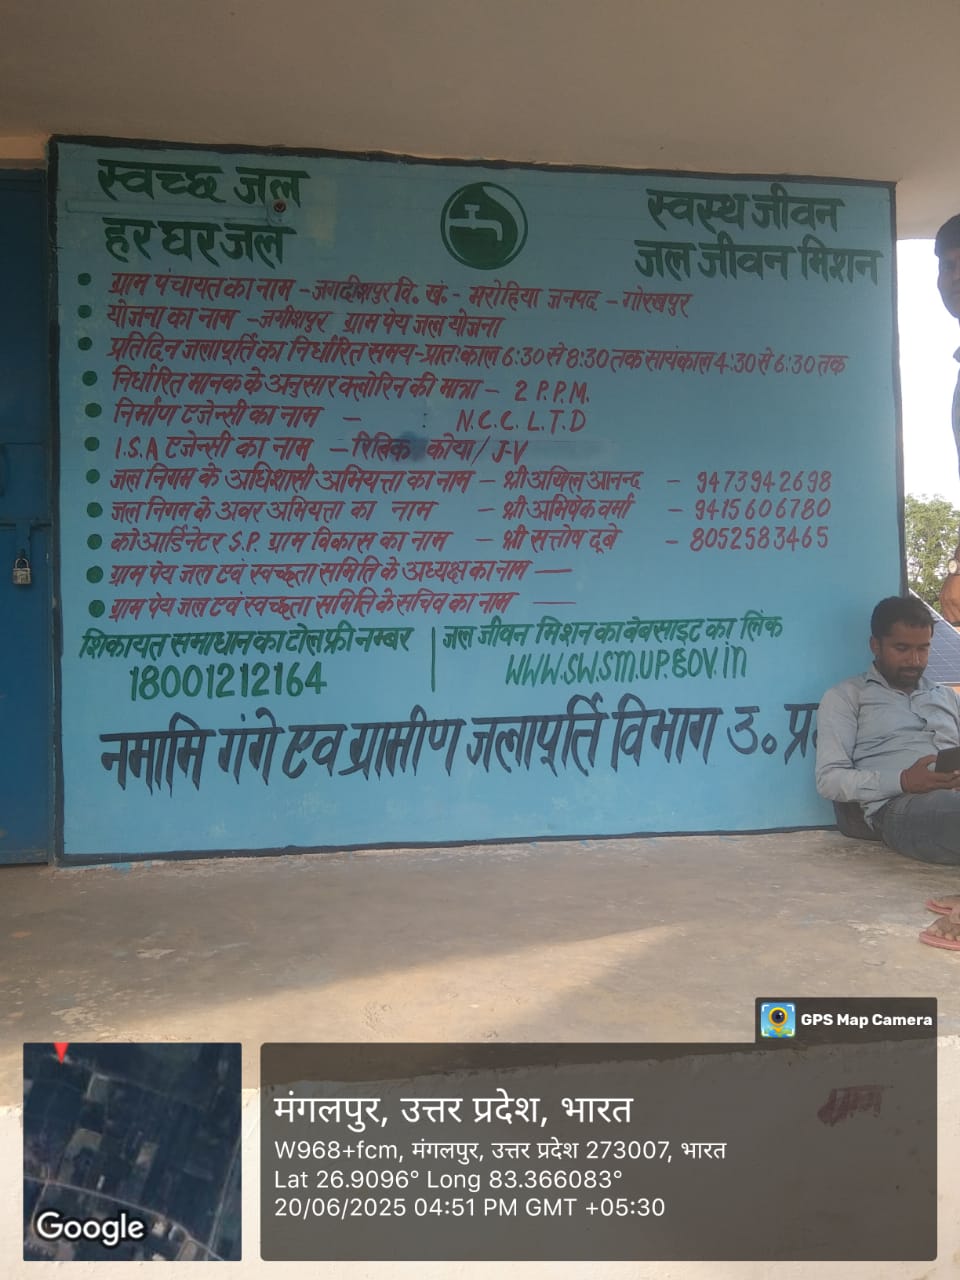 स्वच्छ जल
हर घर जल
स्वस्थ जीवन
जल जीवन मिशन
ग्राम पंचायत का नाम - जगदीशपुर वि. खं. - भरोहिया जनपद - गोरखपुर
योजना का नाम - जगीशपुर ग्राम पेय जल योजना
प्रतिदिन जलापूर्ति का निर्धारित समय - प्रातः काल 6:30 से 8:30 तक सायंकाल 4:30 से 6:30 तक
निर्धारित मानक के अनुसार क्लोरिन की मात्रा - 2 P.P.M.
निर्माण एजेन्सी का नाम - N.C.C. L.T.D
I.S.A एजेन्सी का नाम - कोया / J-V
जल निगम के अधिशासी अभियत्ता का नाम - श्री अखिल आनन्द - 9473942698
जल निगम के अवर अभियत्ता का नाम - श्री अभिषेक वर्मा - 9415606780
कोआर्डिनेटर S.P. ग्राम विकास का नाम - श्री सत्तोष दूबे - 8052583465
ग्राम पेय जल एवं स्वच्छता समिति के अध्यक्ष का नाम —
ग्राम पेय जल एवं स्वच्छता समिति के सचिव का नाम —
शिकायत समाधान का टोल फ्री नम्बर
18001212164
जल जीवन मिशन का बेबसाइट का लिंक
WWW.SWSM.UP.GOV.in
नमामि गंगे एव ग्रामीण जलापूर्ति विभाग उ. प्र
GPS Map Camera
मंगलपुर, उत्तर प्रदेश, भारत
W968+fcm, मंगलपुर, उत्तर प्रदेश 273007, भारत
Lat 26.9096° Long 83.366083°
20/06/2025 04:51 PM GMT +05:30
Google